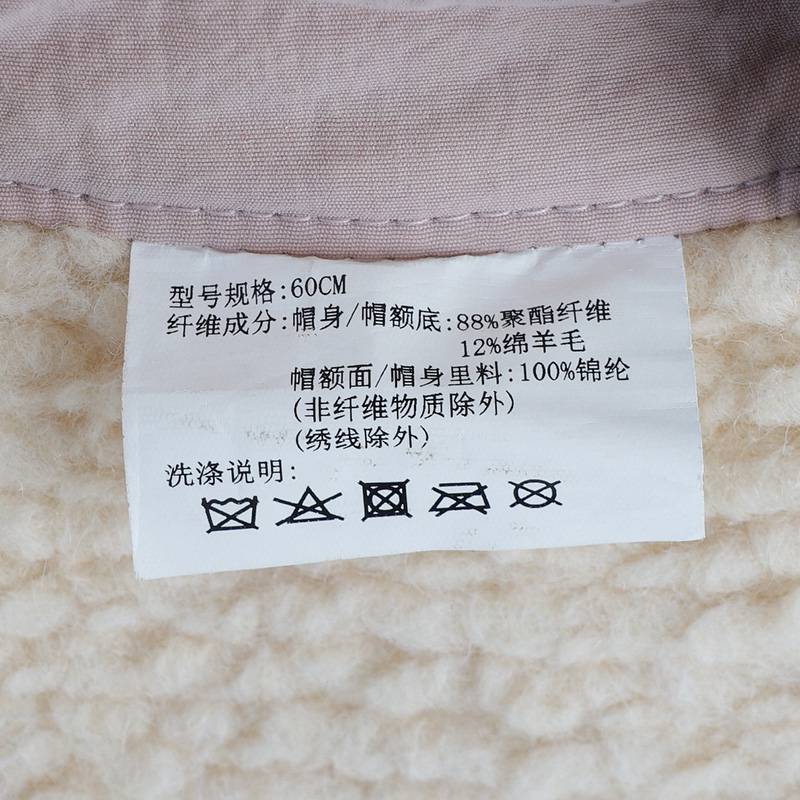 型号规格:60CM
纤维成分:帽身/帽额底:88%聚酯纤维
12%绵羊毛
帽额面/帽身里料:100%锦纶
(非纤维物质除外)
(绣线除外)
洗涤说明: